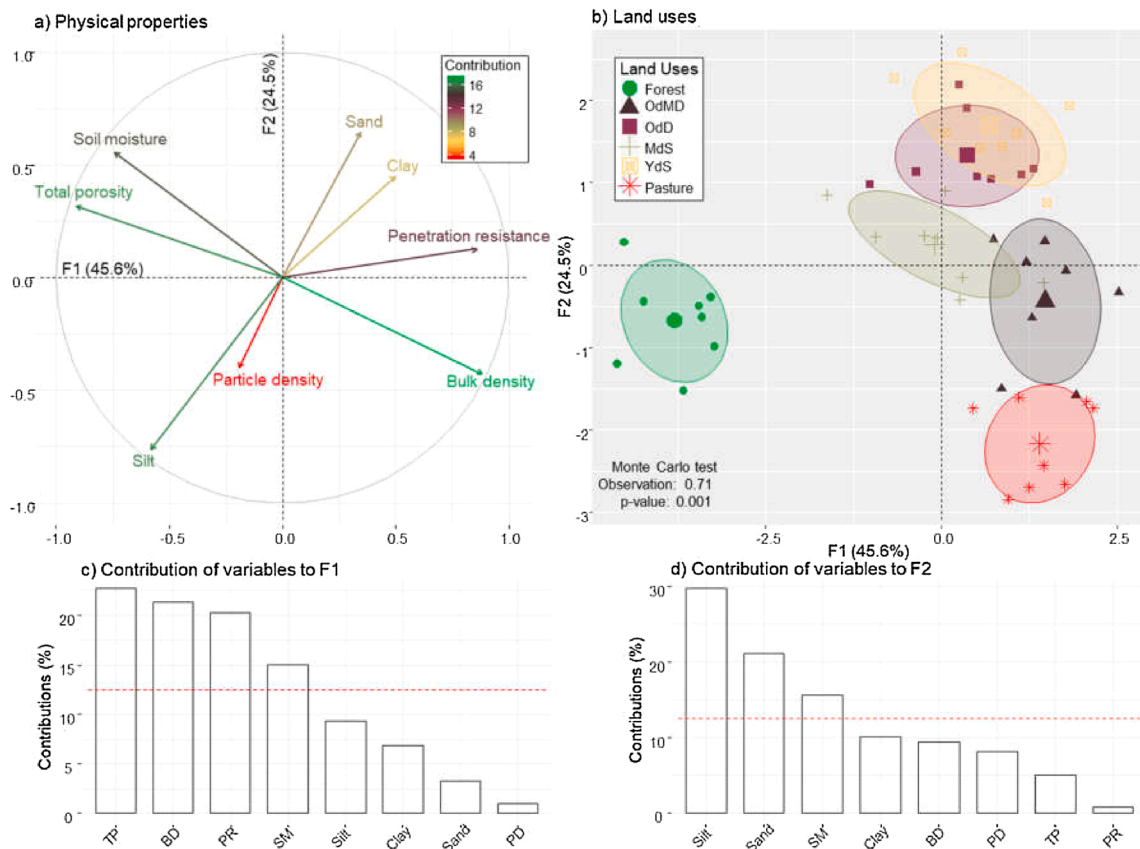 a) Physical properties
1.0
0.5
0.0
-0.5
-1.0
F2 (24.5%)
Contribution
16
12
8
4
Sand
Soil moisture
Clay
Total porosity
Penetration resistance
F1 (45.6%)
Particle density
Bulk density
Silt
-1.0
-0.5
0.0
0.5
1.0
b) Land uses
F2 (24.5%)
2
1
0
-1
-2
-3
Land Uses
Forest
OdMD
OdD
MdS
YdS
Pasture
Monte Carlo test
Observation: 0.71
p-value: 0.001
-2.5
0.0
2.5
F1 (45.6%)
c) Contribution of variables to F1
Contributions (%)
20
15
10
5
0
TP
BD
PR
SM
Silt
Clay
Sand
PD
d) Contribution of variables to F2
Contributions (%)
30
20
10
0
Silt
Sand
SM
Clay
BD
PD
TP
PR